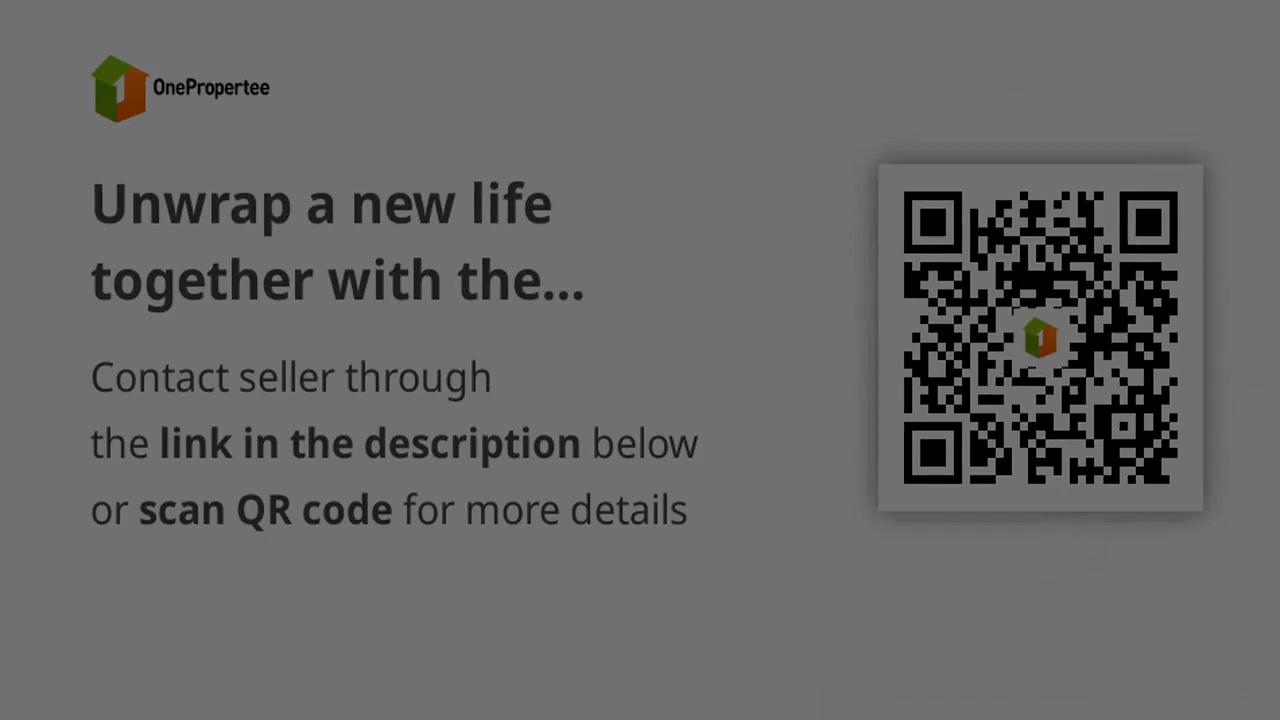 OnePropertee
Unwrap a new life
together with the...
Contact seller through
the link in the description below
or scan QR code for more details